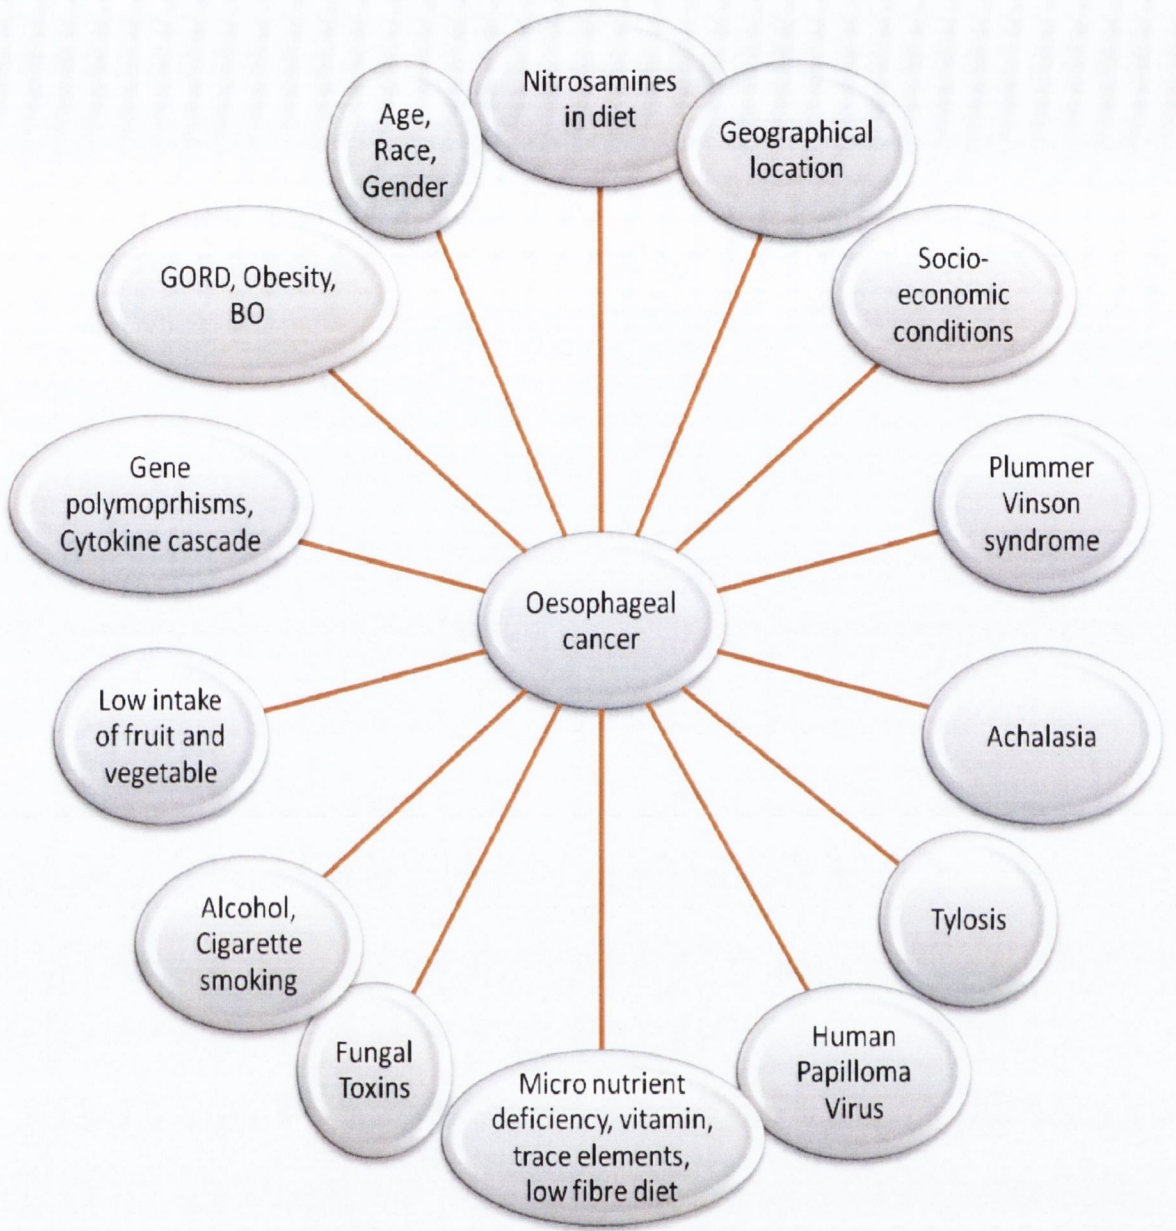 Nitrosamines
in diet
Geographical
location
Socio-
economic
conditions
Plummer
Vinson
syndrome
Achalasia
Tylosis
Human
Papilloma
Virus
Micro nutrient
deficiency, vitamin,
trace elements,
low fibre diet
Fungal
Toxins
Alcohol,
Cigarette
smoking
Low intake
of fruit and
vegetable
Gene
polymoprhisms,
Cytokine cascade
GORD, Obesity,
BO
Age,
Race,
Gender
Oesophageal
cancer